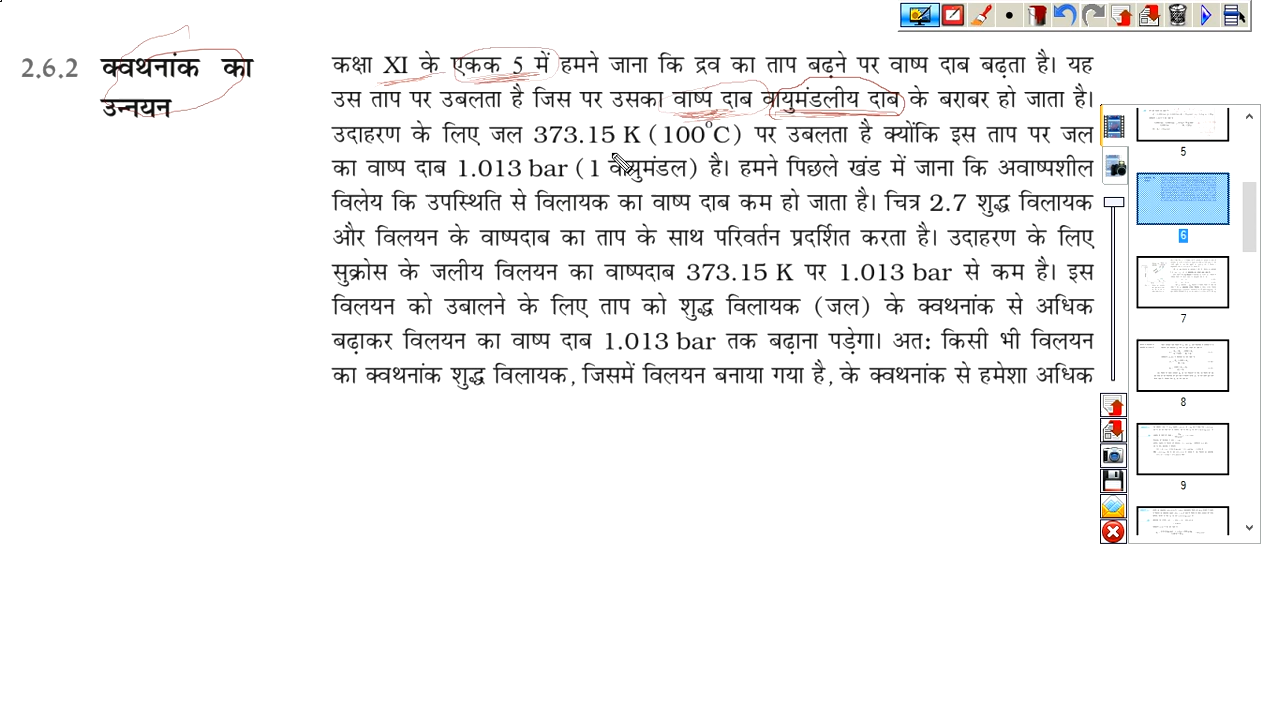 2.6.2 क्वथनांक का
उन्नयन
कक्षा XI के एकक 5 में हमने जाना कि द्रव का ताप बढ़ने पर वाष्प दाब बढ़ता है। यह
उस ताप पर उबलता है जिस पर उसका वाष्प दाब वायुमंडलीय दाब के बराबर हो जाता है।
उदाहरण के लिए जल 373.15 K (100°C) पर उबलता है क्योंकि इस ताप पर जल
का वाष्प दाब 1.013 bar (1 वायुमंडल) है। हमने पिछले खंड में जाना कि अवाष्पशील
विलेय कि उपस्थिति से विलायक का वाष्प दाब कम हो जाता है। चित्र 2.7 शुद्ध विलायक
और विलयन के वाष्पदाब का ताप के साथ परिवर्तन प्रदर्शित करता है। उदाहरण के लिए
सुक्रोस के जलीय विलयन का वाष्पदाब 373.15 K पर 1.013 bar से कम है। इस
विलयन को उबालने के लिए ताप को शुद्ध विलायक (जल) के क्वथनांक से अधिक
बढ़ाकर विलयन का वाष्प दाब 1.013 bar तक बढ़ाना पड़ेगा। अत: किसी भी विलयन
का क्वथनांक शुद्ध विलायक, जिसमें विलयन बनाया गया है, के क्वथनांक से हमेशा अधिक
5
6
7
8
9